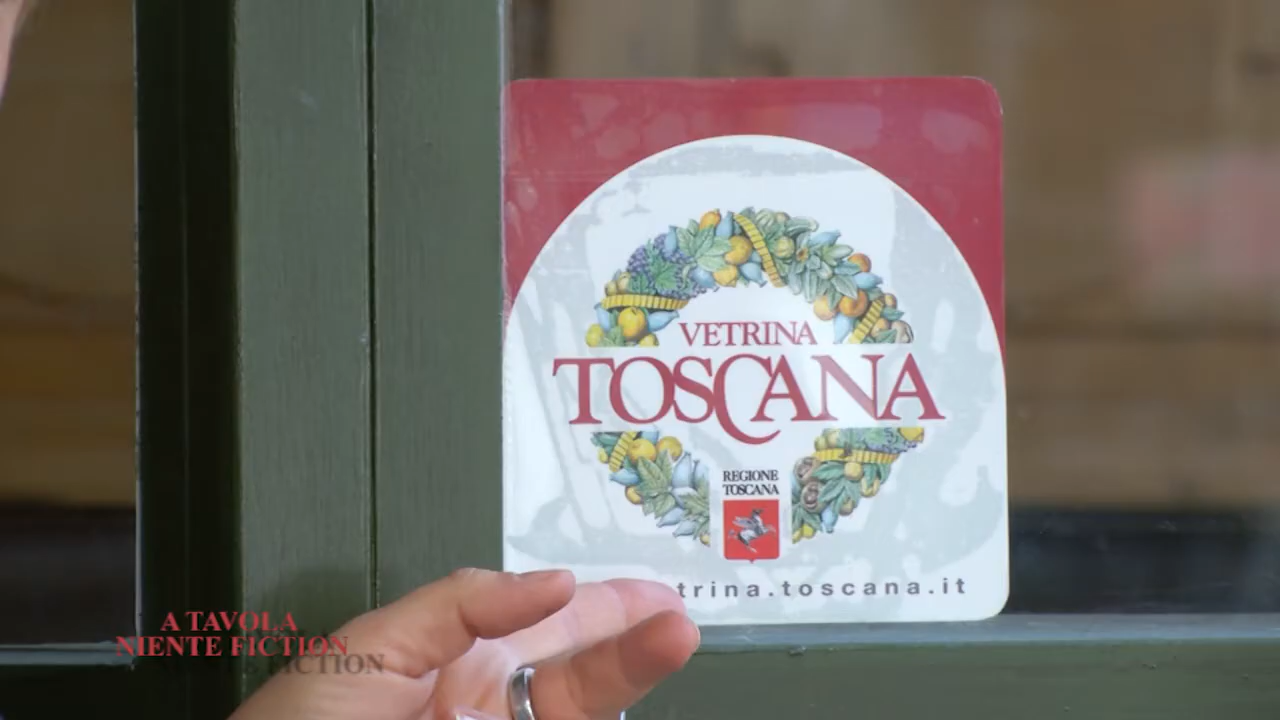 VETRINA
TOSCANA
REGIONE
TOSCANA
trina.toscana.it
A TAVOLA
NIENTE FICTION